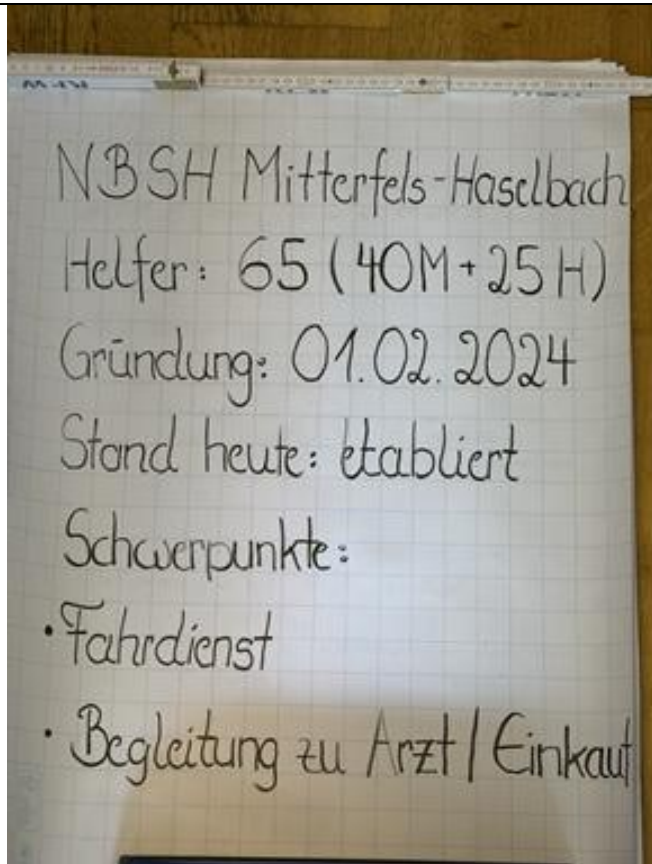 NBSH Mitterfels-Haselbach
Helfer: 65 (40M+25H)
Gründung: 01.02.2024
Stand heute: etabliert
Schwerpunkte:
• Fahrdienst
• Begleitung zu Arzt / Einkauf